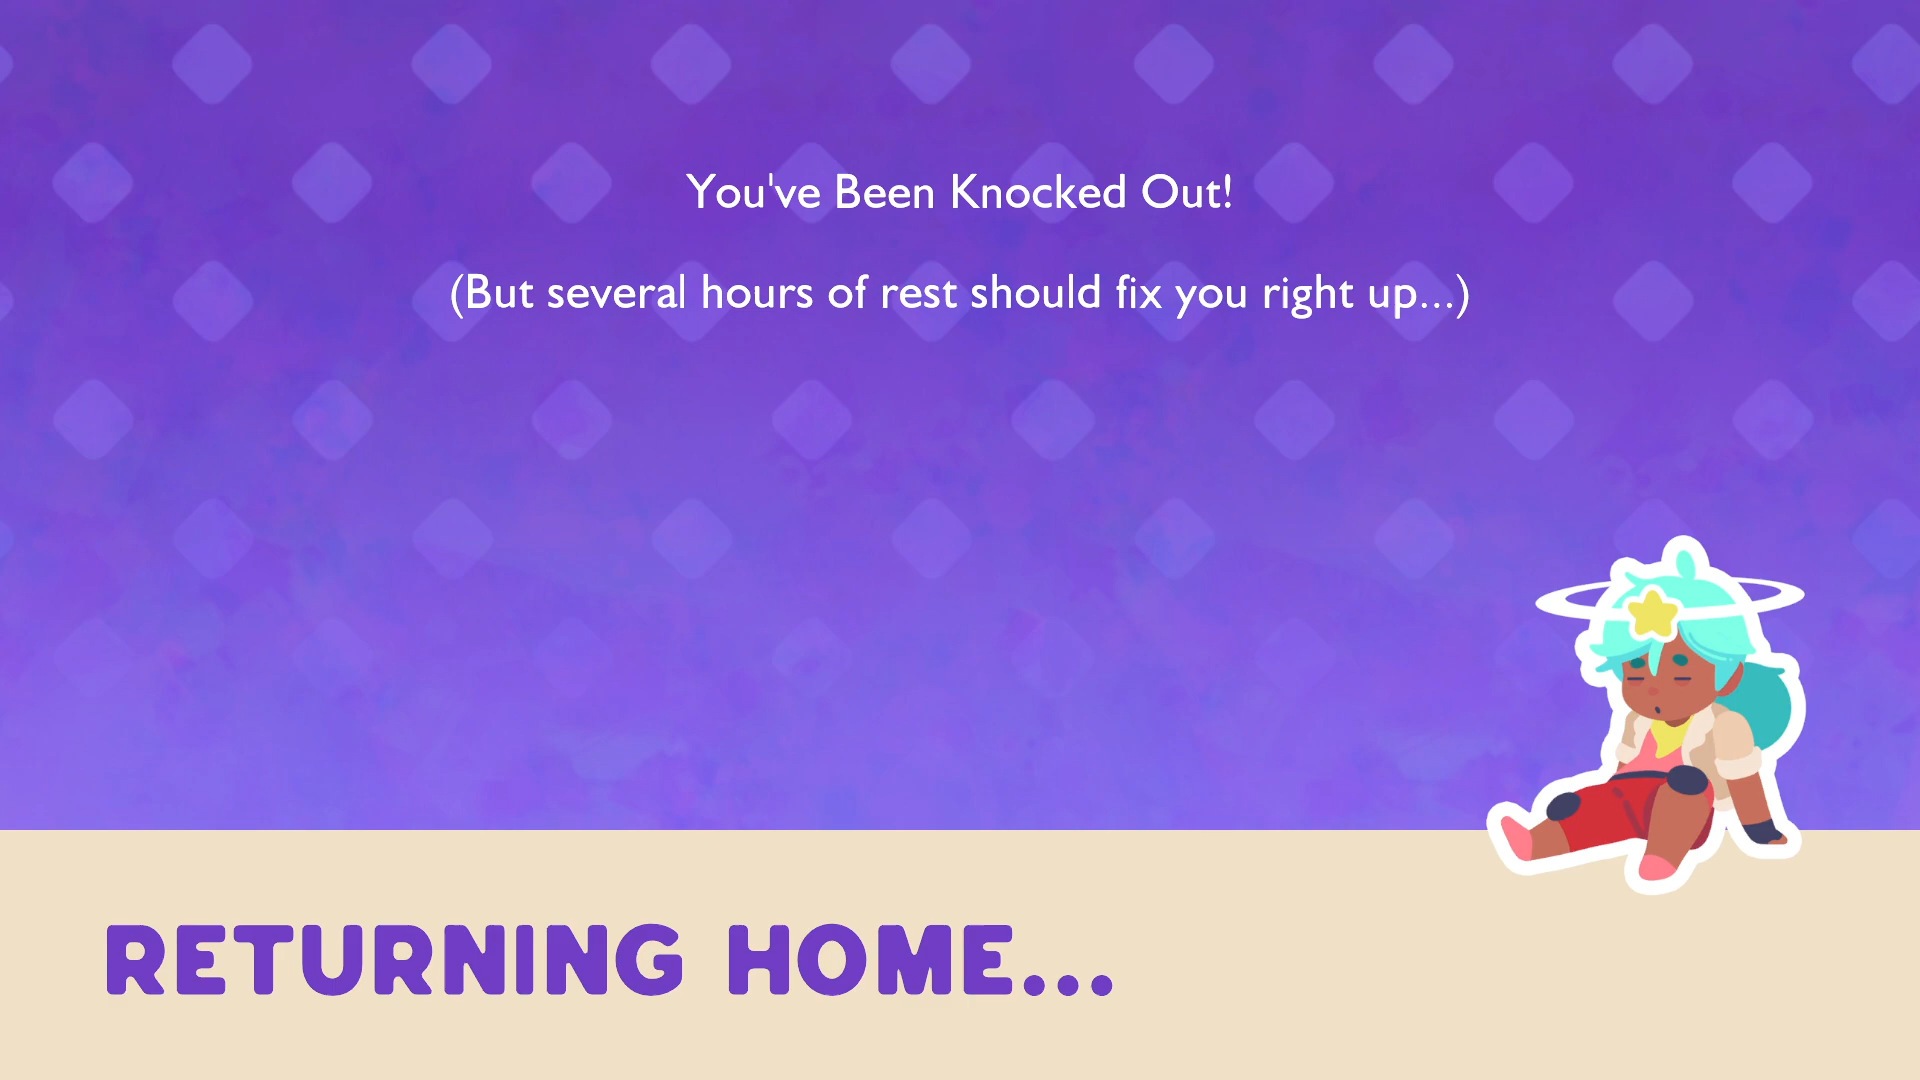 You've Been Knocked Out!
(But several hours of rest should fix you right up...)
RETURNING HOME...